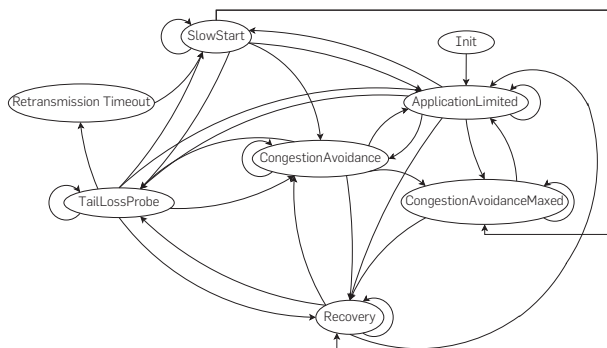 SlowStart
Init
Retransmission Timeout
ApplicationLimited
CongestionAvoidance
TailLossProbe
CongestionAvoidanceMaxed
Recovery